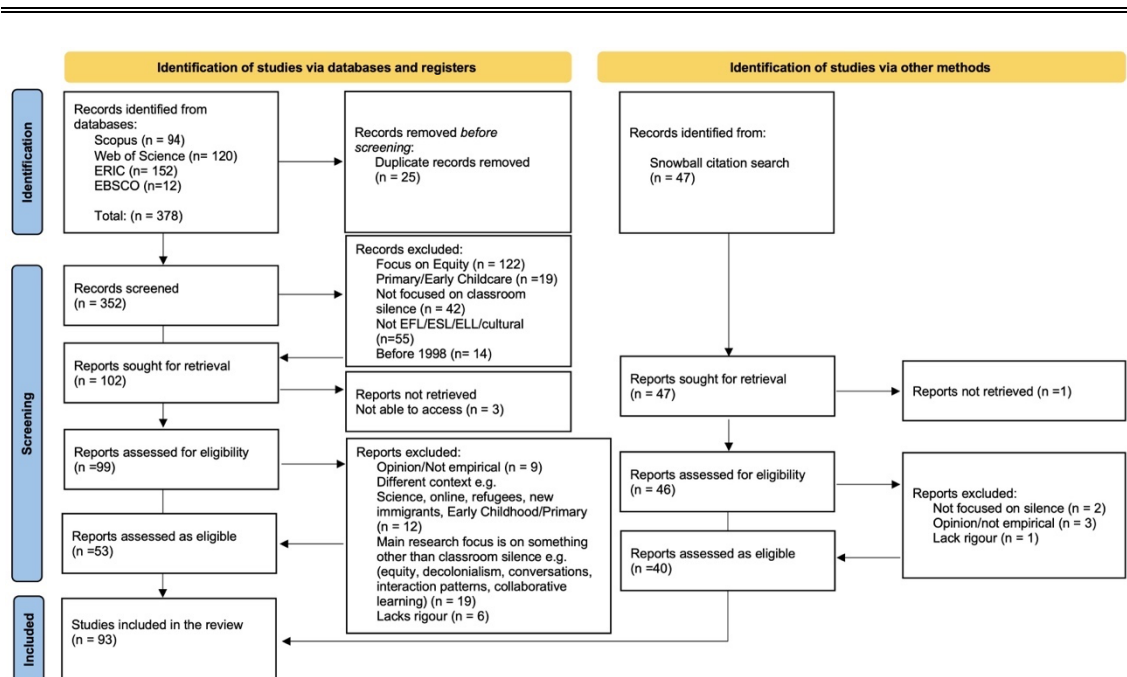 Identification of studies via databases and registers
Identification of studies via other methods
Identification
Records identified from
databases:
Scopus (n = 94)
Web of Science (n= 120)
ERIC (n= 152)
EBSCO (n=12)
Total: (n = 378)
Records removed before
screening:
Duplicate records removed
(n = 25)
Records identified from:
Snowball citation search
(n = 47)
Screening
Records screened
(n = 352)
Records excluded:
Focus on Equity (n = 122)
Primary/Early Childcare (n =19)
Not focused on classroom
silence (n = 42)
Not EFL/ESL/ELL/cultural
(n=55)
Before 1998 (n= 14)
Reports sought for retrieval
(n = 102)
Reports not retrieved
Not able to access (n = 3)
Reports sought for retrieval
(n = 47)
Reports not retrieved (n =1)
Reports assessed for eligibility
(n =99)
Reports excluded:
Opinion/Not empirical (n = 9)
Different context e.g.
Science, online, refugees, new
immigrants, Early Childhood/Primary
(n = 12)
Main research focus is on something
other than classroom silence e.g.
(equity, decolonialism, conversations,
interaction patterns, collaborative
learning) (n = 19)
Lacks rigour (n = 6)
Reports assessed for eligibility
(n = 46)
Reports excluded:
Not focused on silence (n = 2)
Opinion/not empirical (n = 3)
Lack rigour (n = 1)
Reports assessed as eligible
(n =53)
Reports assessed as eligible
(n =40)
Included
Studies included in the review
(n = 93)